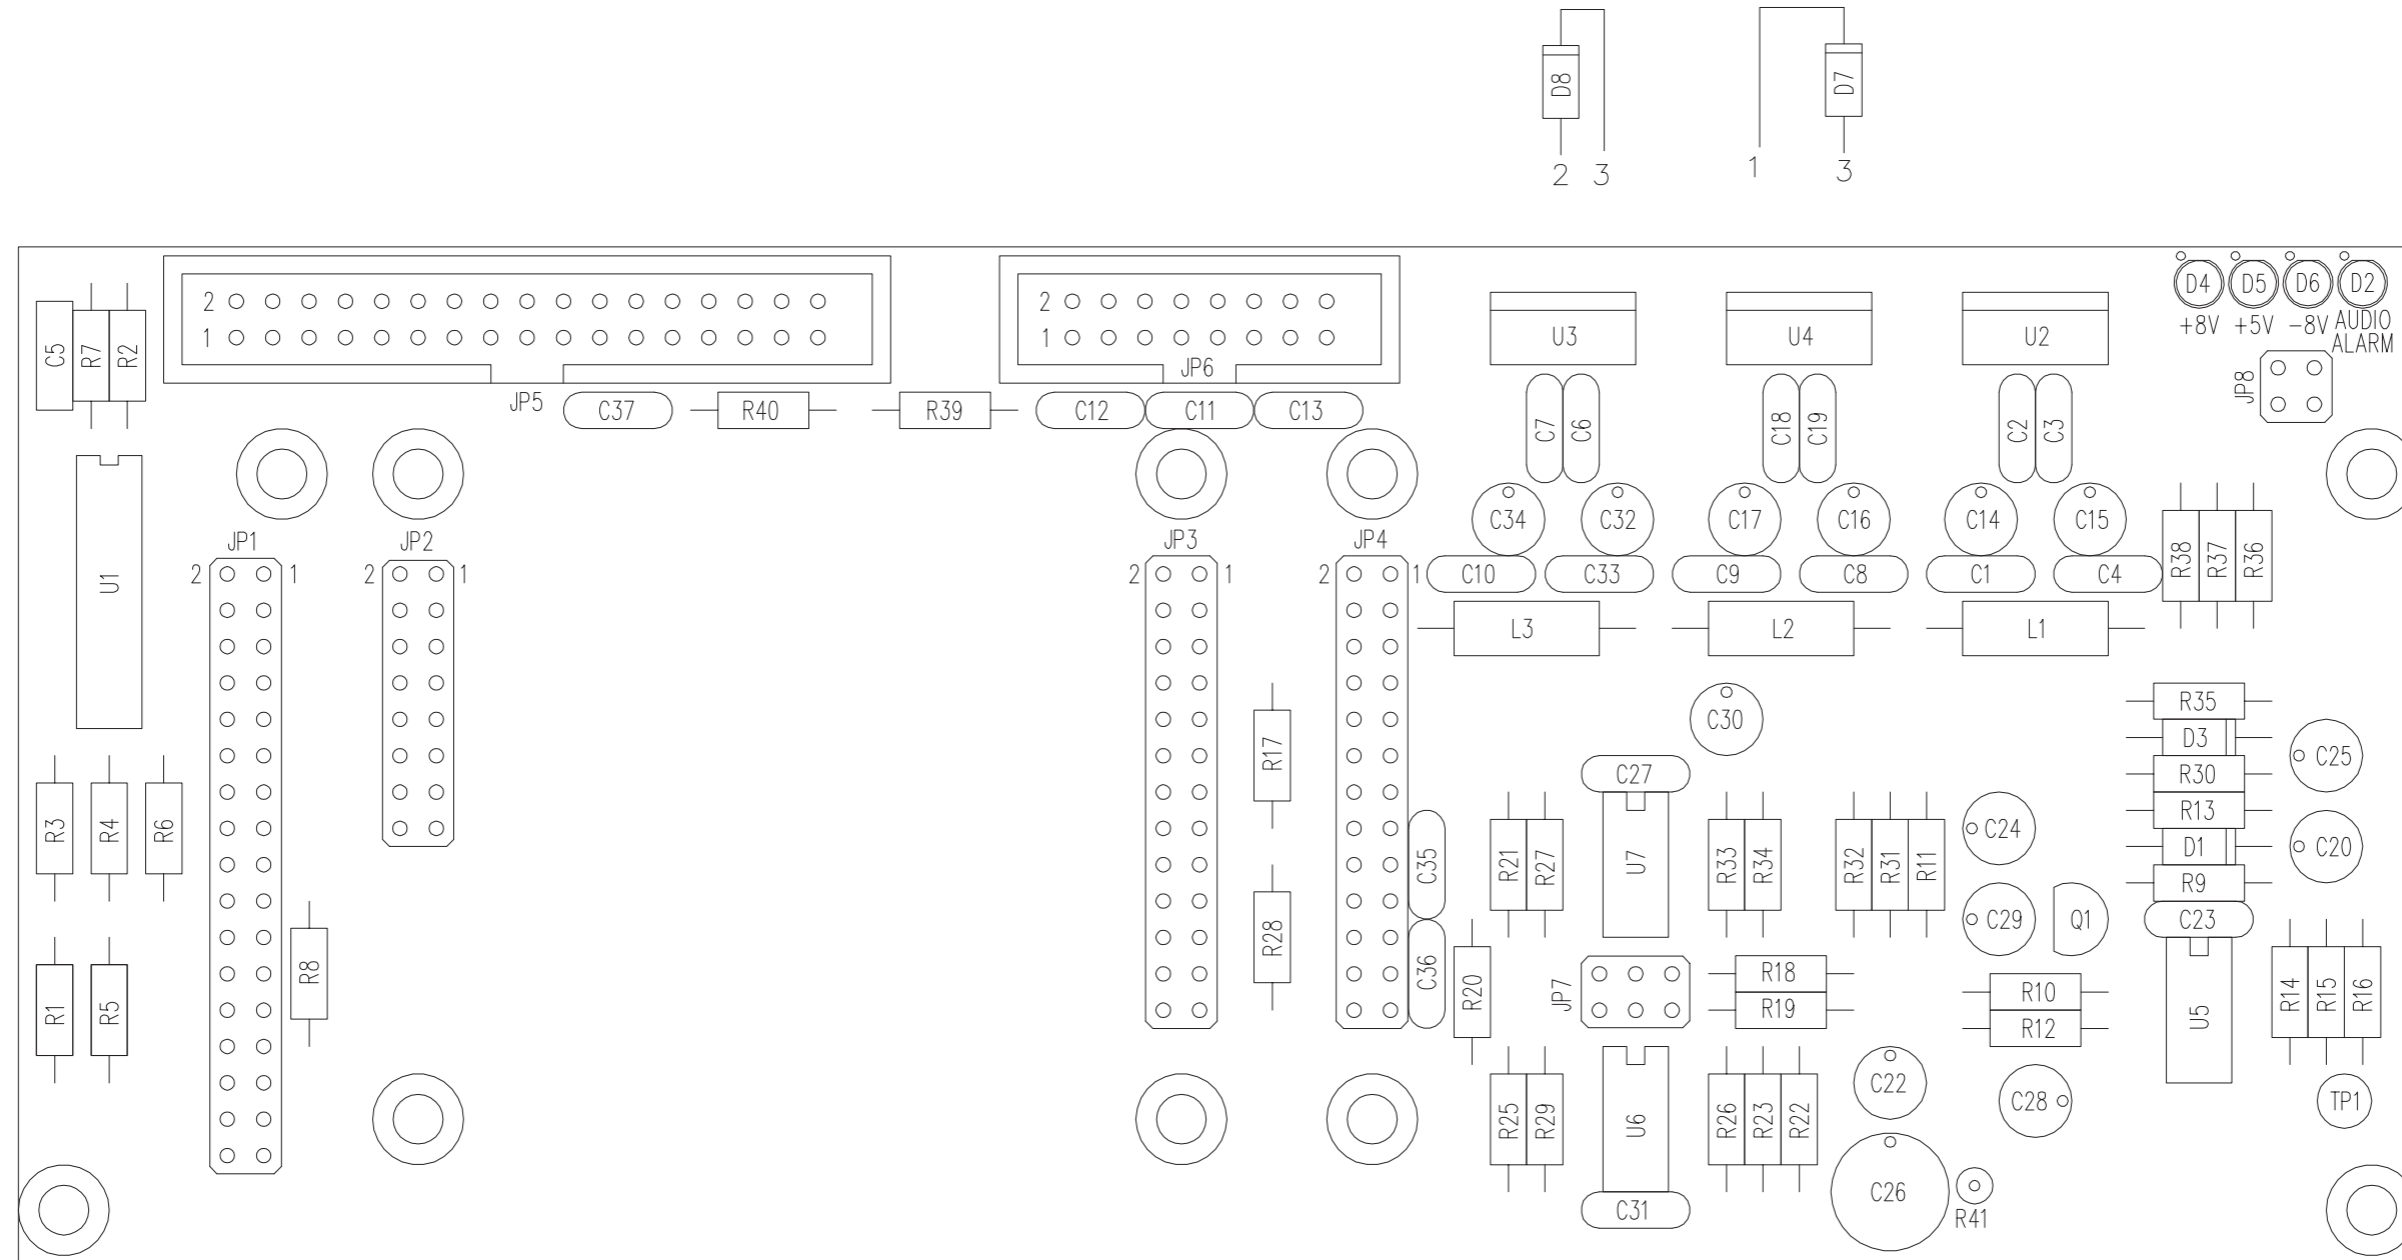 D8
D7
2 3
1 3
D4 D5 D6 D2
+8V +5V -8V AUDIO
ALARM
2
1
2
1
C5 R7 R2
U3 U4 U2
JP6
JP8
JP5 C37 R40 R39 C12 C11 C13
C7 C6 C18 C19 C2 C3
C34 C32 C17 C16 C14 C15
JP1 JP2 JP3 JP4
R38 R37 R36
U1
2 1 2 1 2 1 2 1
C10 C33 C9 C8 C1 C4
L3 L2 L1
R35
C30
D3
R17
C25
C27 R30
R13
R3 R4 R6
C24
D1 C20
C35 R21 R27 U7 R33 R34 R32 R31 R11
R9
C29 Q1 C23
R28
R8
C36 R20
JP7
R18
R10
R19
R12
R1 R5
U5
R14 R15 R16
C22
C28 TP1
R25 R29 U6 R26 R23 R22
C26
C31
R41